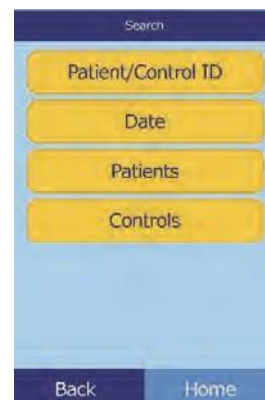 Search
Patient/Control ID
Date
Patients
Controls
Back
Home